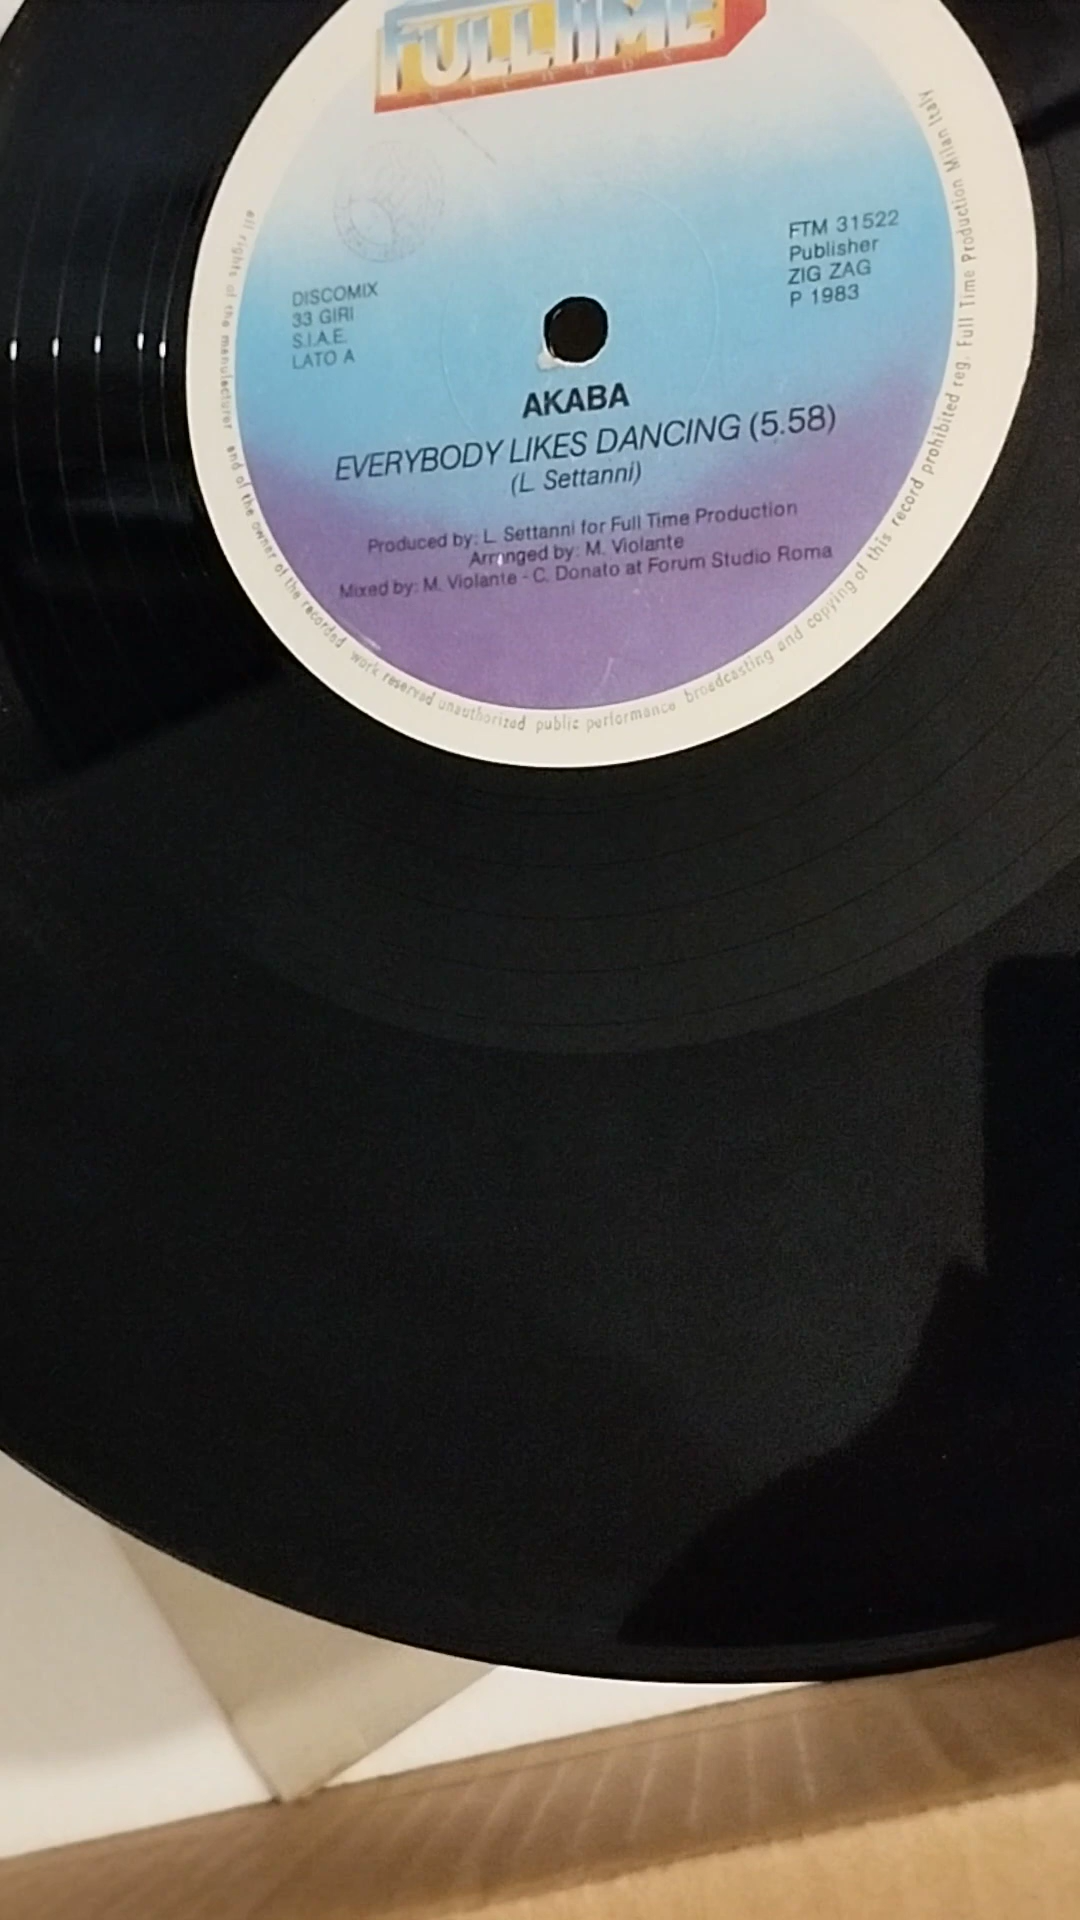 FULLTIME
RECORDS
DISCOMIX
33 GIRI
S.I.A.E.
LATO A
FTM 31522
Publisher
ZIG ZAG
P 1983
AKABA
EVERYBODY LIKES DANCING (5.58)
(L. Settanni)
Produced by: L. Settanni for Full Time Production
Arranged by: M. Violante
Mixed by: M. Violante - C. Donato at Forum Studio Roma
all rights of the manufacturer and of the owner of the recorded work reserved unauthorized public performance broadcasting and copying of this record prohibited reg. Full Time Production Milan Italy